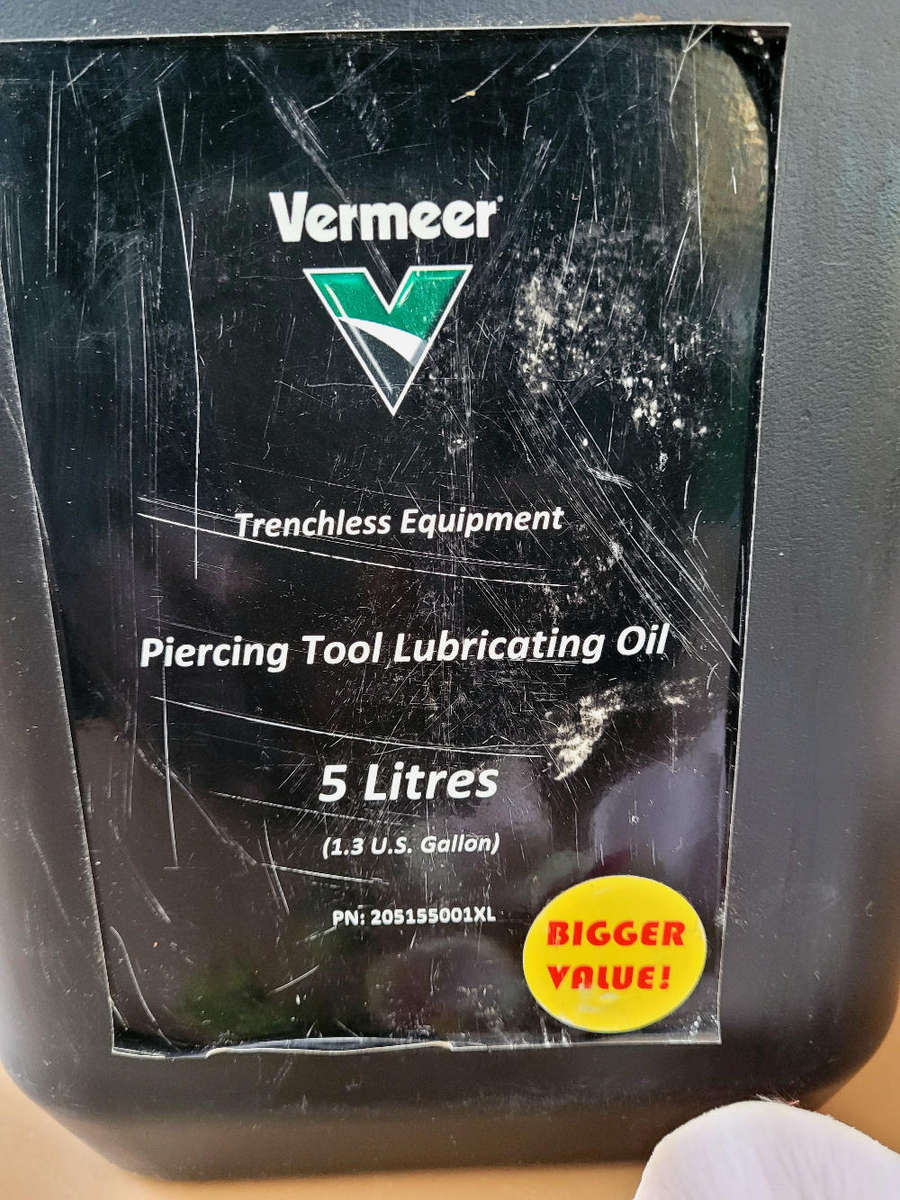 Vermeer
Trenchless Equipment
Piercing Tool Lubricating Oil
5 Litres
(1.3 U.S. Gallon)
PN: 205155001XL
BIGGER
VALUE!